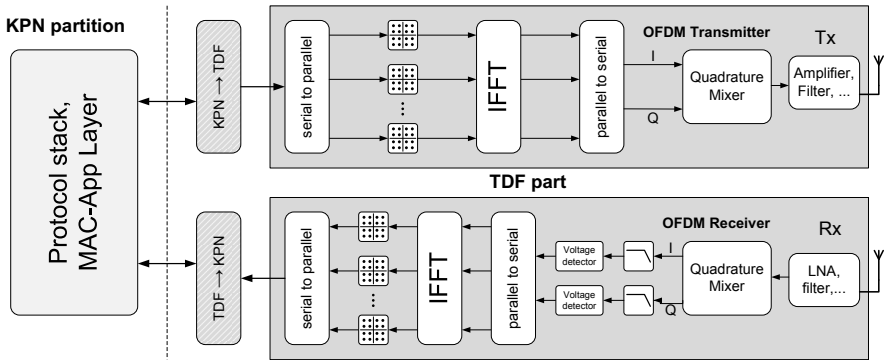 KPN partition
Protocol stack,
MAC-App Layer
KPN → TDF
serial to parallel
...
IFFT
parallel to serial
OFDM Transmitter
I
Q
Quadrature
Mixer
Tx
Amplifier,
Filter, ...
TDF part
TDF → KPN
serial to parallel
...
IFFT
parallel to serial
Voltage
detector
Voltage
detector
OFDM Receiver
I
Q
Quadrature
Mixer
Rx
LNA,
filter,...